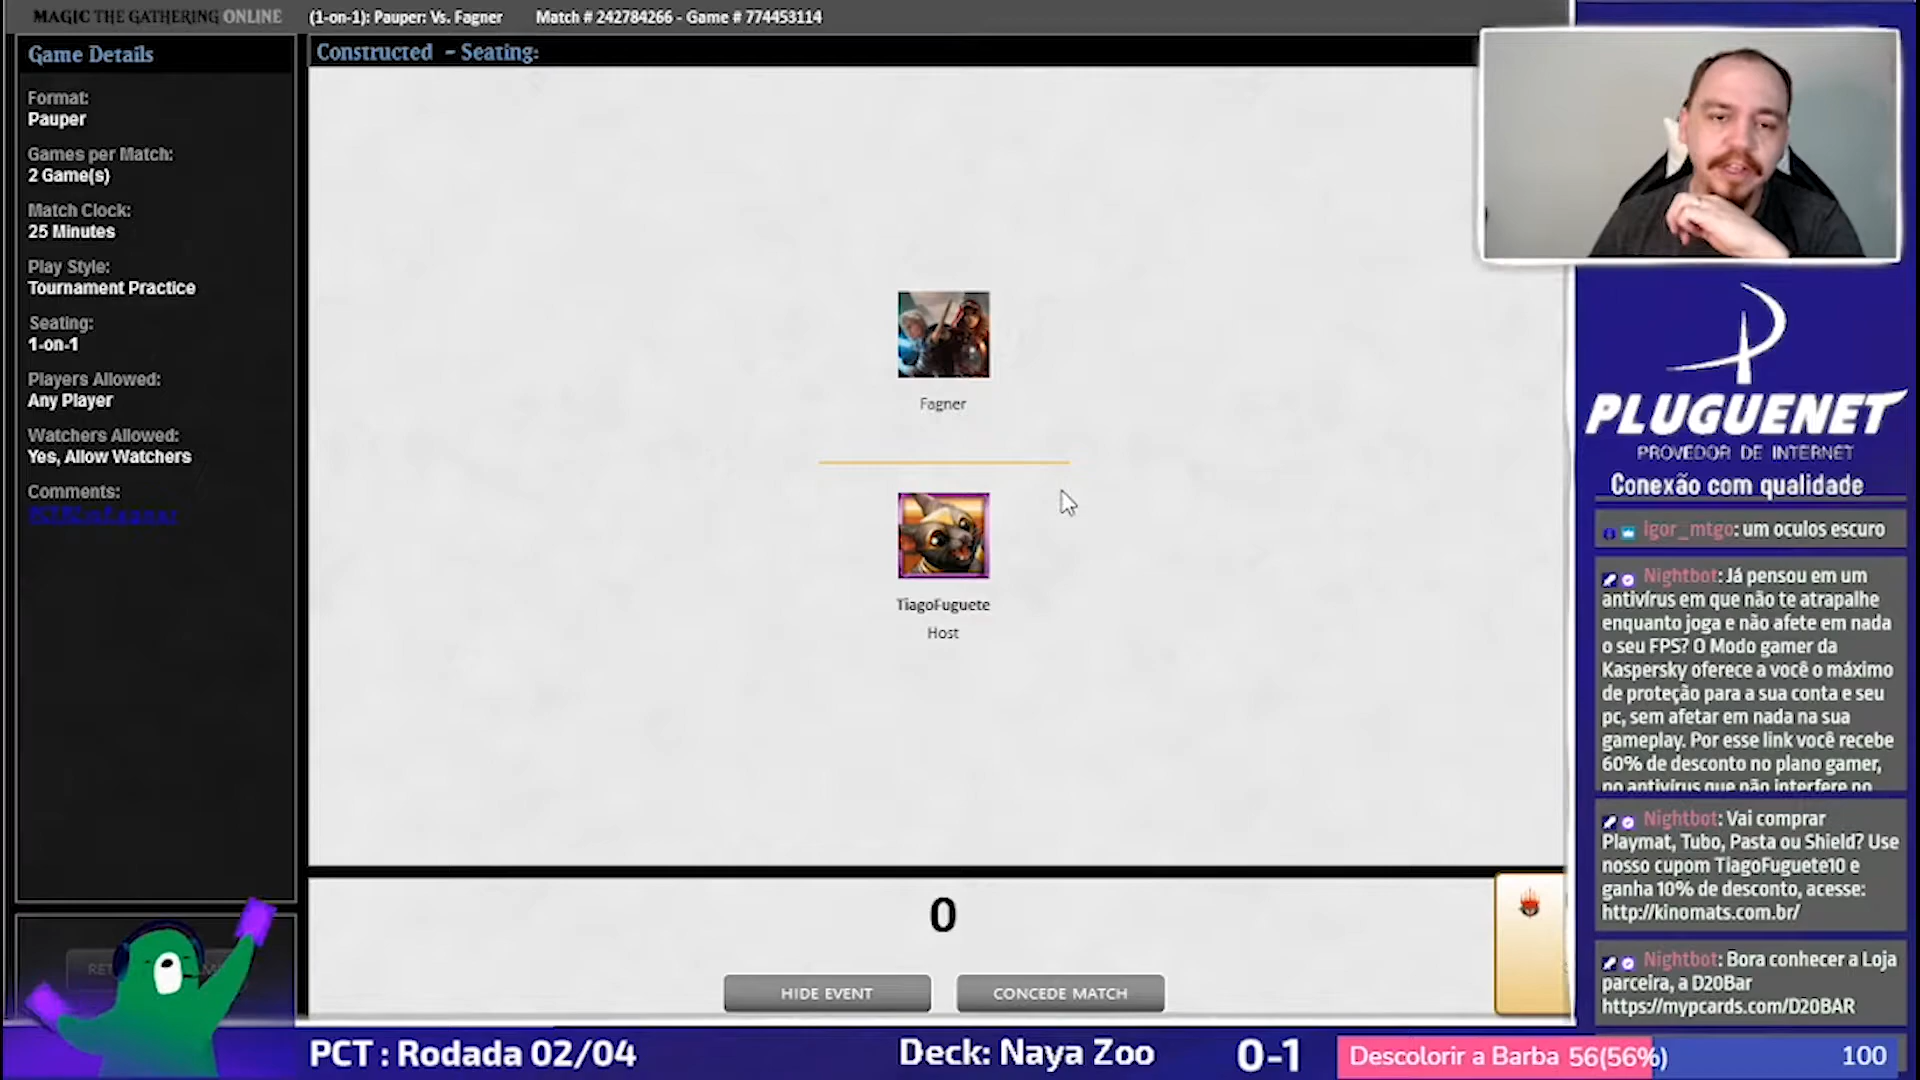 MAGIC THE GATHERING ONLINE
(1-on-1): Pauper: Vs. Fagner
Match # 242784266 - Game # 774453114
Game Details
Format:
Pauper
Games per Match:
2 Game(s)
Match Clock:
25 Minutes
Play Style:
Tournament Practice
Seating:
1-on-1
Players Allowed:
Any Player
Watchers Allowed:
Yes, Allow Watchers
Comments:
Constructed - Seating:
Fagner
TiagoFuguete
Host
0
HIDE EVENT
CONCEDE MATCH
PLUGUENET
PROVEDOR DE INTERNET
Conexão com qualidade
Igor_mtgo: um oculos escuro
Nightbot: Já pensou em um
antivírus em que não te atrapalhe
enquanto joga e não afete em nada
o seu FPS? O Modo gamer da
Kaspersky oferece a você o máximo
de proteção para a sua conta e seu
pc, sem afetar em nada na sua
gameplay. Por esse link você recebe
60% de desconto no plano gamer,
no antivírus que não interfere no
Nightbot: Vai comprar
Playmat, Tubo, Pasta ou Shield? Use
nosso cupom TiagoFuguete10 e
ganha 10% de desconto, acesse:
http://kinomats.com.br/
Nightbot: Bora conhecer a Loja
parceira, a D20Bar
https://mypcards.com/D20BAR
PCT : Rodada 02/04
Deck: Naya Zoo
0-1
Descolorir a Barba 56(56%)
100